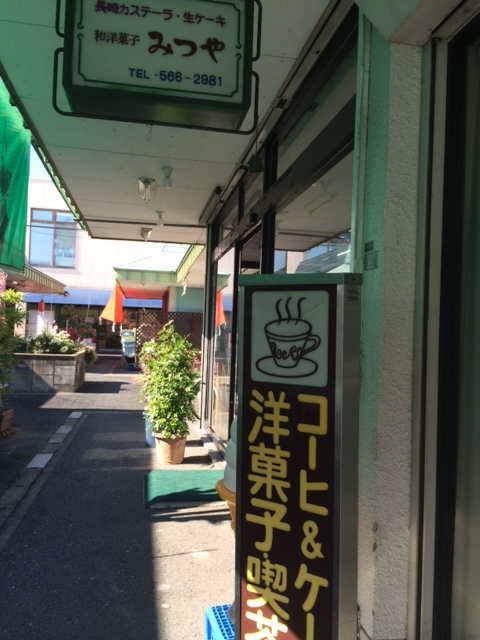 長崎カステーラ・生ケーキ
和洋菓子 みつや
TEL-566-2981
コーヒ&ケー
洋菓子・喫茶